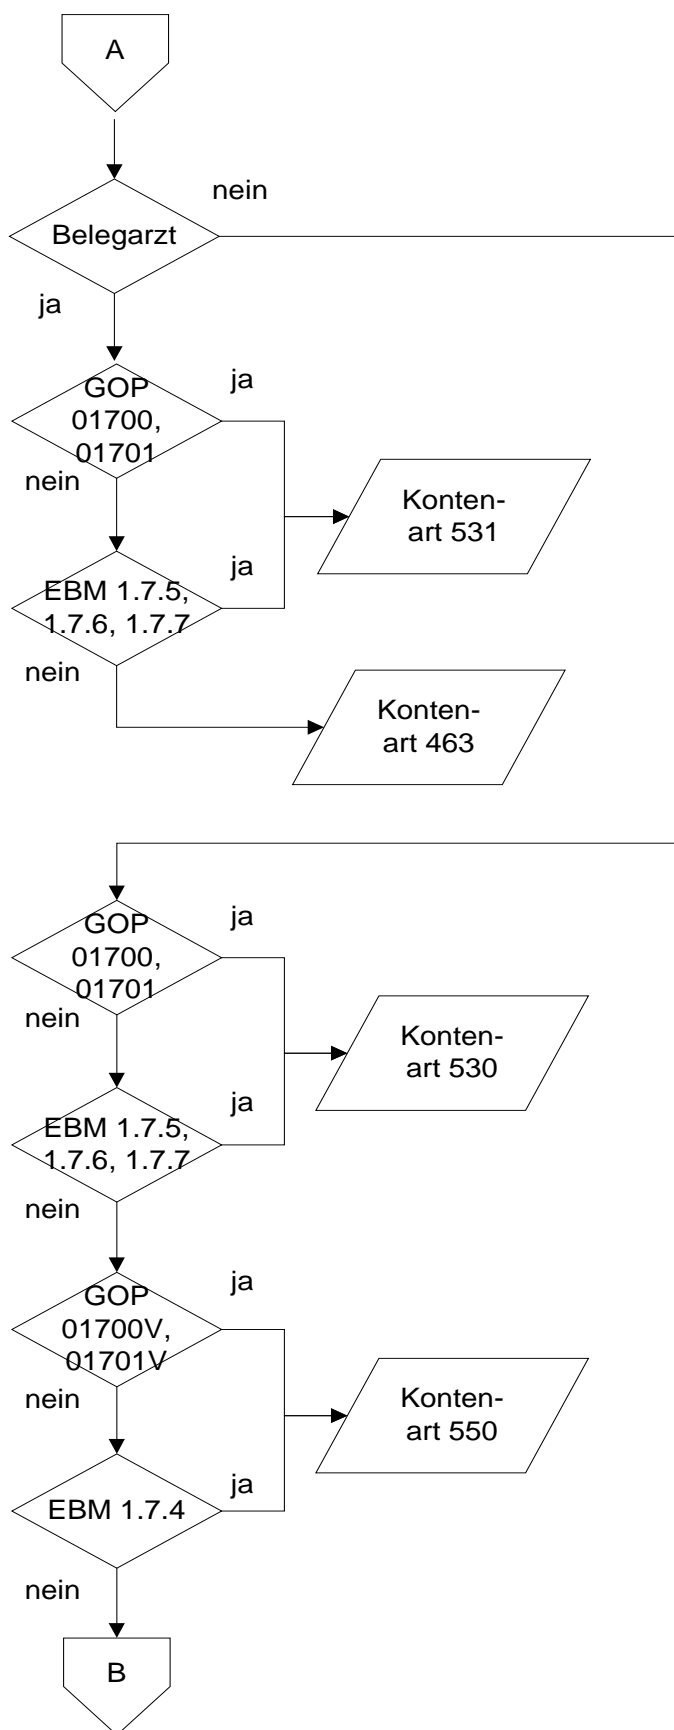 A
nein
Belegarzt
ja
GOP
01700,
01701
ja
nein
Konten-
art 531
EBM 1.7.5,
1.7.6, 1.7.7
ja
nein
Konten-
art 463
GOP
01700,
01701
ja
nein
Konten-
art 530
EBM 1.7.5,
1.7.6, 1.7.7
ja
nein
GOP
01700V,
01701V
ja
nein
Konten-
art 550
EBM 1.7.4
ja
nein
B